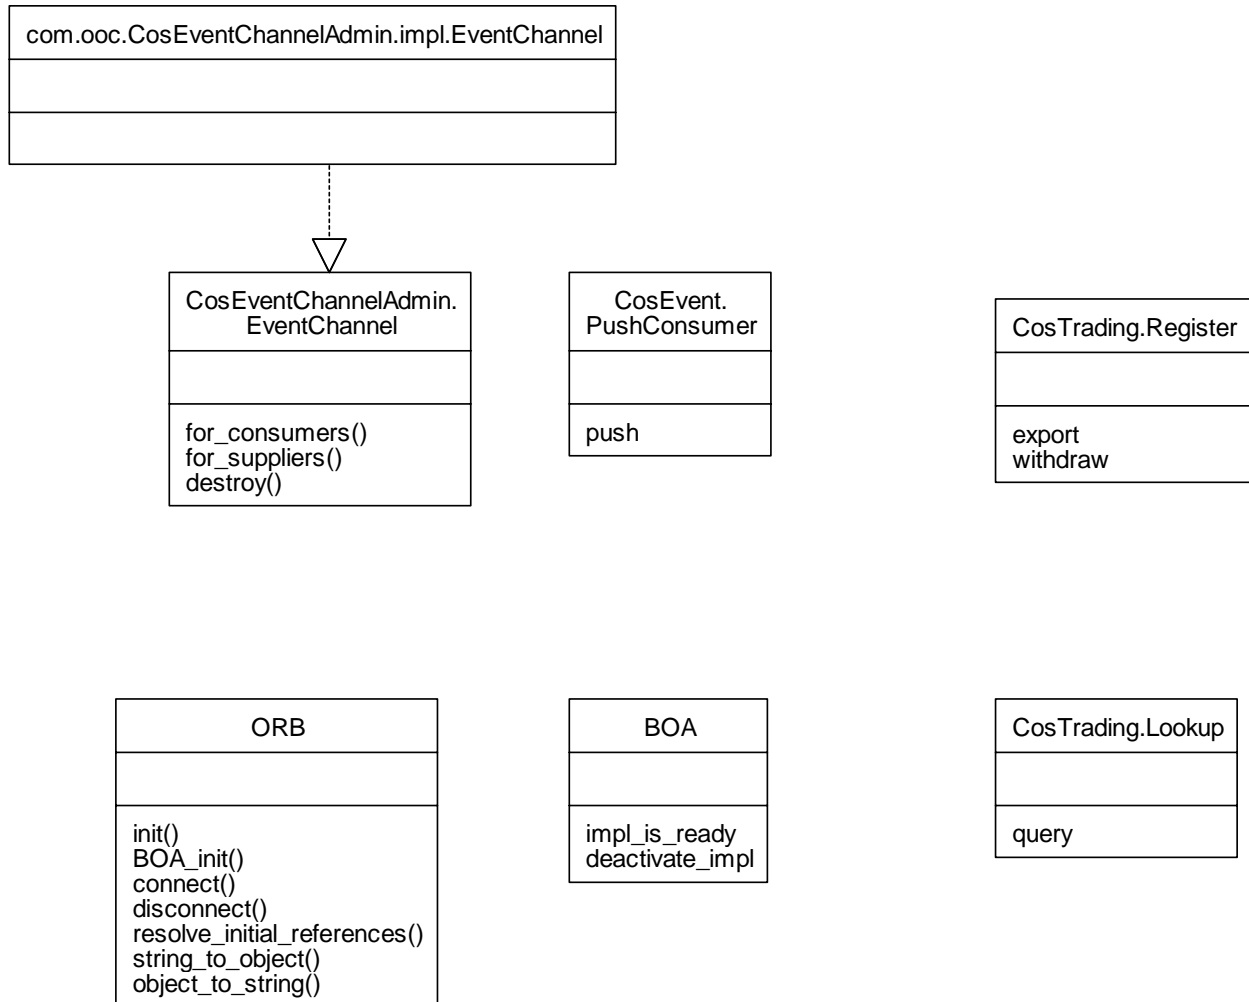 com.ooc.CosEventChannelAdmin.impl.EventChannel
CosEventChannelAdmin.
EventChannel
for_consumers()
for_suppliers()
destroy()
CosEvent.
PushConsumer
push
CosTrading.Register
export
withdraw
ORB
init()
BOA_init()
connect()
disconnect()
resolve_initial_references()
string_to_object()
object_to_string()
BOA
impl_is_ready
deactivate_impl
CosTrading.Lookup
query